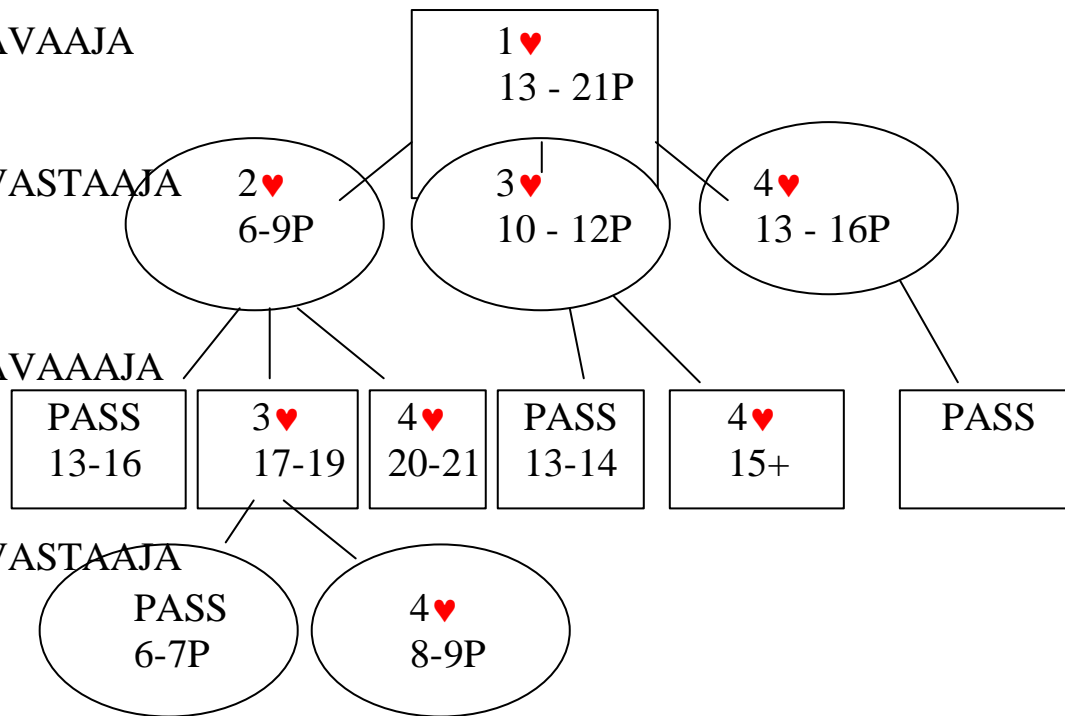 AVAAJA
1♥
13 - 21P
VASTAAJA
2♥
6-9P
3♥
10 - 12P
4♥
13 - 16P
AVAAAJA
PASS
13-16
3♥
17-19
4♥
20-21
PASS
13-14
4♥
15+
PASS
VASTAAJA
PASS
6-7P
4♥
8-9P